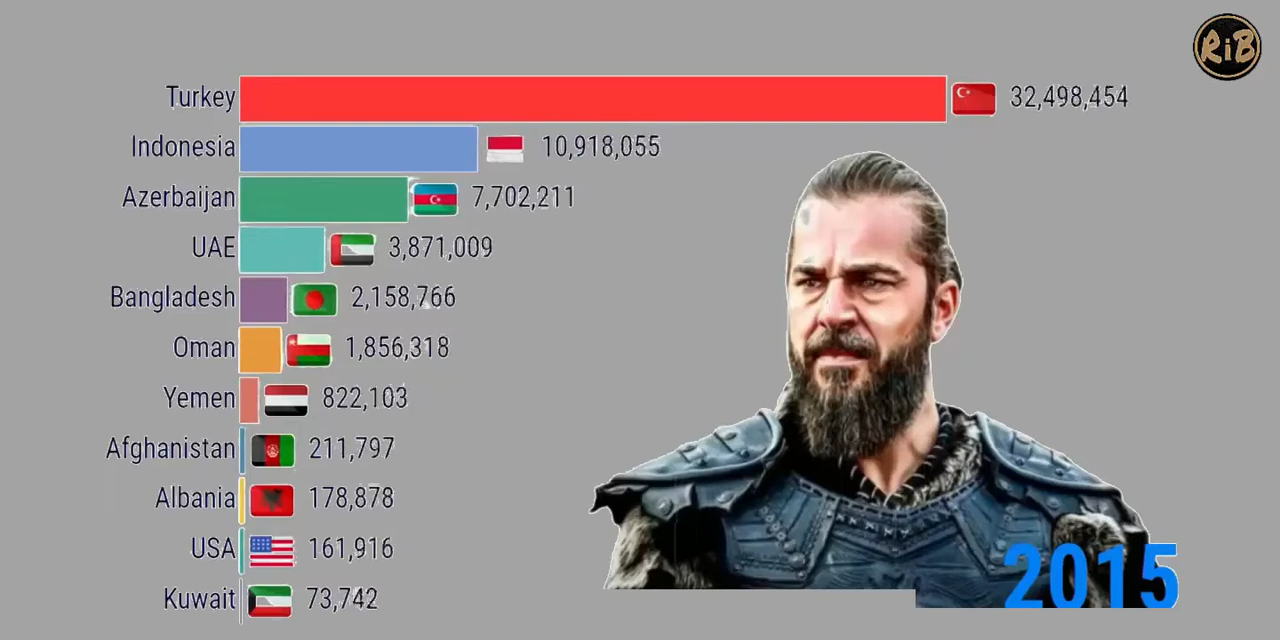 RiB
Turkey 32,498,454
Indonesia 10,918,055
Azerbaijan 7,702,211
UAE 3,871,009
Bangladesh 2,158,766
Oman 1,856,318
Yemen 822,103
Afghanistan 211,797
Albania 178,878
USA 161,916
Kuwait 73,742
2015